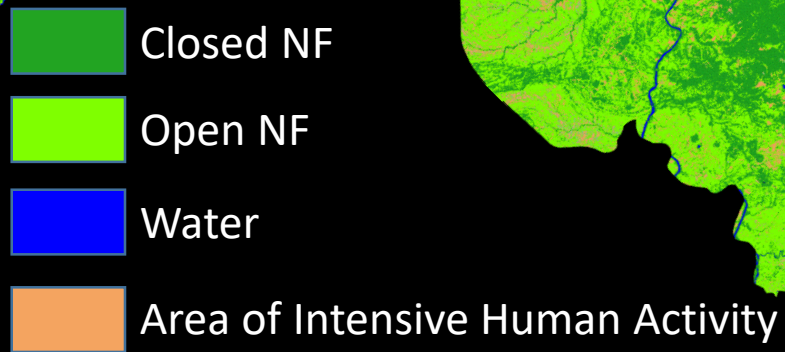 Closed NF
Open NF
Water
Area of Intensive Human Activity